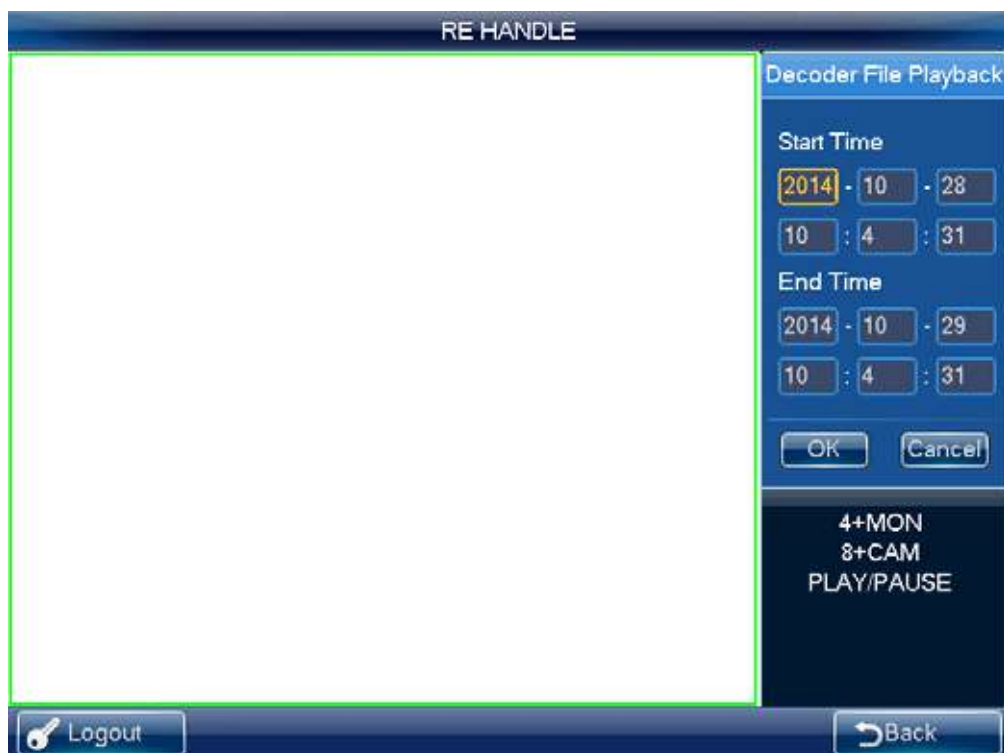 RE HANDLE
Decoder File Playback
Start Time
2014 - 10 - 28
10 : 4 : 31
End Time
2014 - 10 - 29
10 : 4 : 31
OK Cancel
4+MON
8+CAM
PLAY/PAUSE
Logout Back